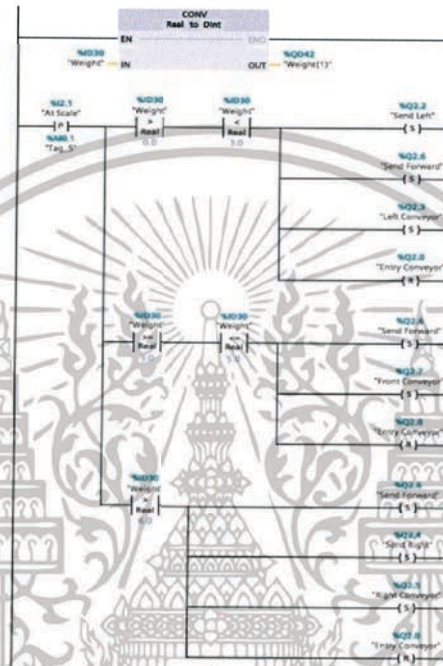 CONV
Real to Dint
EN ENO
%ID30 %QD42
"Weight" IN OUT "Weight(1)"
%I2.1 %ID30 %ID30 %Q2.2
"At Scale" "Weight" "Weight" "Send Left"
P > < S
Real Real
"Tag_5" 0.0 3.0
%Q2.6
"Send Forward"
S
%Q2.3
"Left Conveyor"
S
%Q2.0
"Entry Conveyor"
R
%ID30 %ID30
"Weight" "Weight" "Send Forward"
>= <= S
Real Real
%Q2.7
"Front Conveyor"
S
%Q2.0
"Entry Conveyor"
R
%ID30 %Q2.6
"Weight" "Send Forward"
> S
Real
%Q2.4
"Send Right"
S
%Q2.5
"Right Conveyor"
S
%Q2.0
"Entry Conveyor"
R